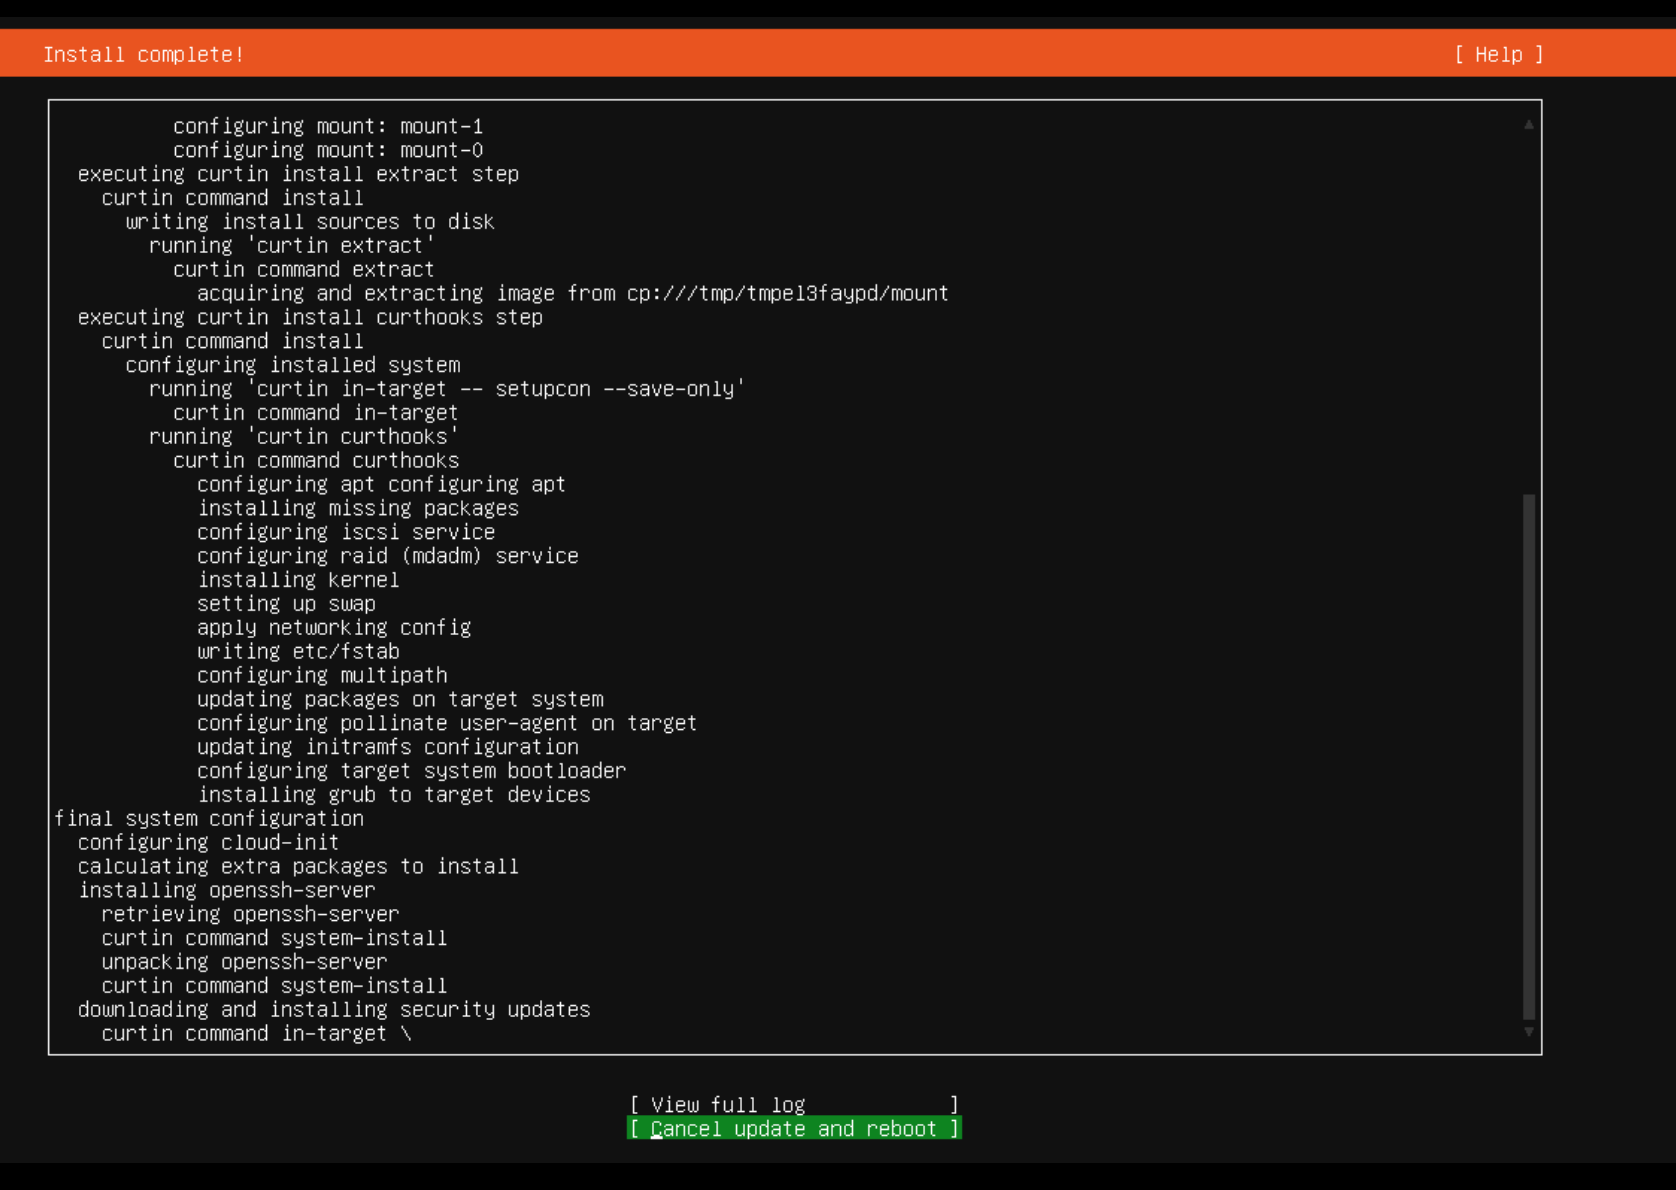 Install complete!
[ Help ]
configuring mount: mount-1
configuring mount: mount-0
executing curtin install extract step
curtin command install
writing install sources to disk
running 'curtin extract'
curtin command extract
acquiring and extracting image from cp:///tmp/tmpel3faypd/mount
executing curtin install curthooks step
curtin command install
configuring installed system
running 'curtin in-target -- setupcon --save-only'
curtin command in-target
running 'curtin curthooks'
curtin command curthooks
configuring apt configuring apt
installing missing packages
configuring iscsi service
configuring raid (mdadm) service
installing kernel
setting up swap
apply networking config
writing etc/fstab
configuring multipath
updating packages on target system
configuring pollinate user-agent on target
updating initramfs configuration
configuring target system bootloader
installing grub to target devices
final system configuration
configuring cloud-init
calculating extra packages to install
installing openssh-server
retrieving openssh-server
curtin command system-install
unpacking openssh-server
curtin command system-install
downloading and installing security updates
curtin command in-target \
[ View full log ]
[ Cancel update and reboot ]